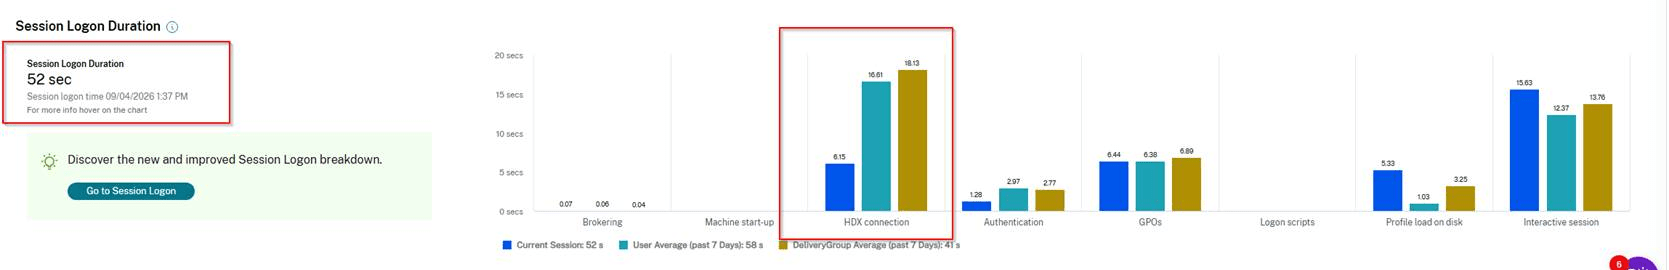 Session Logon Duration
Session Logon Duration
52 sec
Session logon time 09/04/2026 1:37 PM
For more info hover on the chart
Discover the new and improved Session Logon breakdown.
Go to Session Logon
20 secs
15 secs
10 secs
5 secs
0 secs
0.07 0.06 0.04
6.15 16.61 18.13
1.28 2.97 2.77
6.44 6.38 6.89
5.33 1.03 3.25
15.63 12.37 13.76
Brokering Machine start-up HDX connection Authentication GPOs Logon scripts Profile load on disk Interactive session
Current Session: 52 s User Average (past 7 Days): 58 s DeliveryGroup Average (past 7 Days): 41 s
6